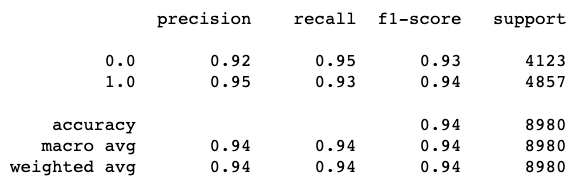 precision recall f1-score support
0.0 0.92 0.95 0.93 4123
1.0 0.95 0.93 0.94 4857
accuracy 0.94 8980
macro avg 0.94 0.94 0.94 8980
weighted avg 0.94 0.94 0.94 8980